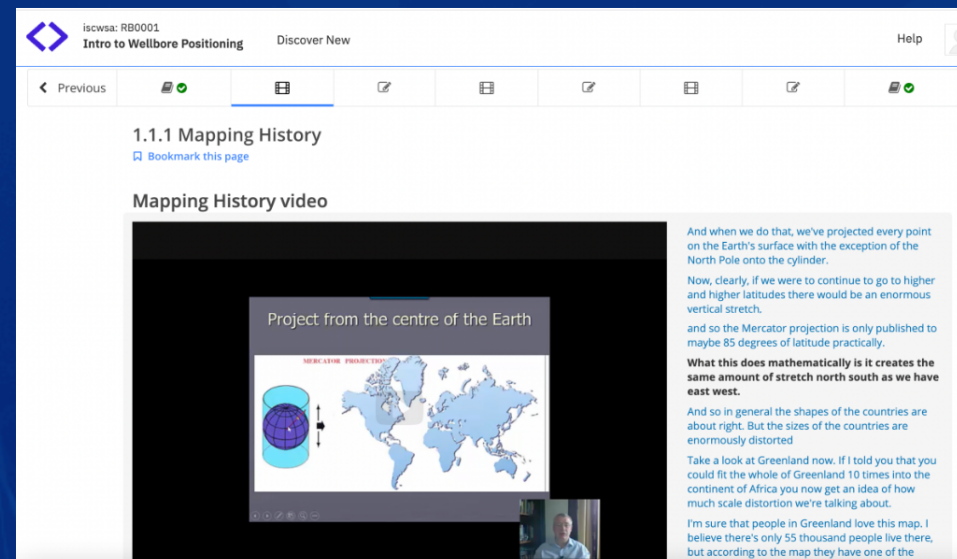 iscwsa: RB0001
Intro to Wellbore Positioning
Discover New
Help
Previous
1.1.1 Mapping History
Bookmark this page
Mapping History video
Project from the centre of the Earth
MERCATOR PROJECTION
And when we do that, we've projected every point
on the Earth's surface with the exception of the
North Pole onto the cylinder.
Now, clearly, if we were to continue to go to higher
and higher latitudes there would be an enormous
vertical stretch.
and so the Mercator projection is only published to
maybe 85 degrees of latitude practically.
What this does mathematically is it creates the
same amount of stretch north south as we have
east west.
And so in general the shapes of the countries are
about right. But the sizes of the countries are
enormously distorted
Take a look at Greenland now. If I told you that you
could fit the whole of Greenland 10 times into the
continent of Africa you now get an idea of how
much scale distortion we're talking about.
I'm sure that people in Greenland love this map. I
believe there's only 55 thousand people live there,
but according to the map they have one of the